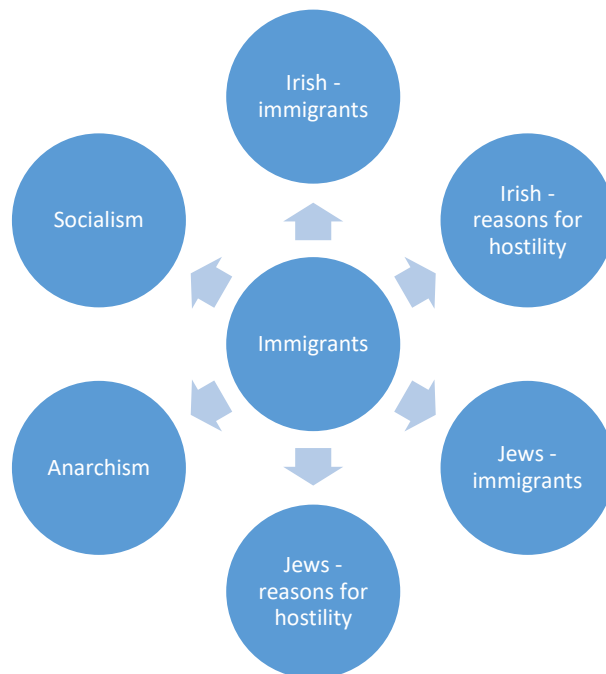 Irish -
immigrants
Irish -
reasons for
hostility
Socialism
Immigrants
Anarchism
Jews -
immigrants
Jews -
reasons for
hostility